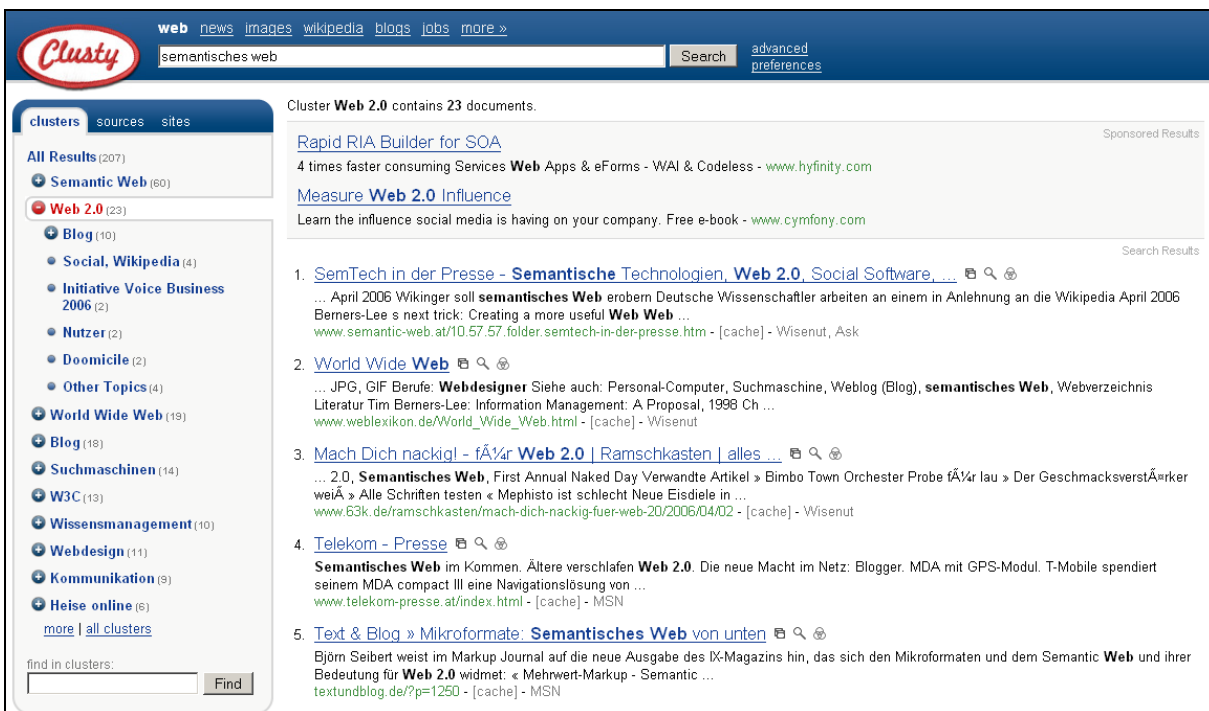 Clusty
web news images wikipedia blogs jobs more »
semantisches web Search advanced
preferences
clusters sources sites
All Results (207)
Semantic Web (60)
Web 2.0 (23)
Blog (10)
Social, Wikipedia (4)
Initiative Voice Business
2006 (2)
Nutzer (2)
Doomicile (2)
Other Topics (4)
World Wide Web (19)
Blog (18)
Suchmaschinen (14)
W3C (13)
Wissensmanagement (10)
Webdesign (11)
Kommunikation (9)
Heise online (6)
more | all clusters
find in clusters:
Find
Cluster Web 2.0 contains 23 documents.
Sponsored Results
Rapid RIA Builder for SOA
4 times faster consuming Services Web Apps & eForms - WAI & Codeless - www.hyfinity.com
Measure Web 2.0 Influence
Learn the influence social media is having on your company. Free e-book - www.cymfony.com
Search Results
1. SemTech in der Presse - Semantische Technologien, Web 2.0, Social Software, ...
... April 2006 Wikinger soll semantisches Web erobern Deutsche Wissenschaftler arbeiten an einem in Anlehnung an die Wikipedia April 2006
Berners-Lee s next trick: Creating a more useful Web Web ...
www.semantic-web.at/10.57.57.folder.semtech-in-der-presse.htm - [cache] - Wisenut, Ask
2. World Wide Web
... JPG, GIF Berufe: Webdesigner Siehe auch: Personal-Computer, Suchmaschine, Weblog (Blog), semantisches Web, Webverzeichnis
Literatur Tim Berners-Lee: Information Management: A Proposal, 1998 Ch ...
www.weblexikon.de/World_Wide_Web.html - [cache] - Wisenut
3. Mach Dich nackig! - fÃ¼r Web 2.0 | Ramschkasten | alles ...
... 2.0, Semantisches Web, First Annual Naked Day Verwandte Artikel » Bimbo Town Orchester Probe fÃ¼r lau » Der GeschmacksverstÃ¤rker
weiÃ » Alle Schriften testen « Mephisto ist schlecht Neue Eisdiele in ...
www.63k.de/ramschkasten/mach-dich-nackig-fuer-web-20/2006/04/02 - [cache] - Wisenut
4. Telekom - Presse
Semantisches Web im Kommen. Ältere verschlafen Web 2.0. Die neue Macht im Netz: Blogger. MDA mit GPS-Modul. T-Mobile spendiert
seinem MDA compact III eine Navigationslösung von ...
www.telekom-presse.at/index.html - [cache] - MSN
5. Text & Blog » Mikroformate: Semantisches Web von unten
Björn Seibert weist im Markup Journal auf die neue Ausgabe des IX-Magazins hin, das sich den Mikroformaten und dem Semantic Web und ihrer
Bedeutung für Web 2.0 widmet: « Mehrwert-Markup - Semantic ...
textundblog.de/?p=1250 - [cache] - MSN